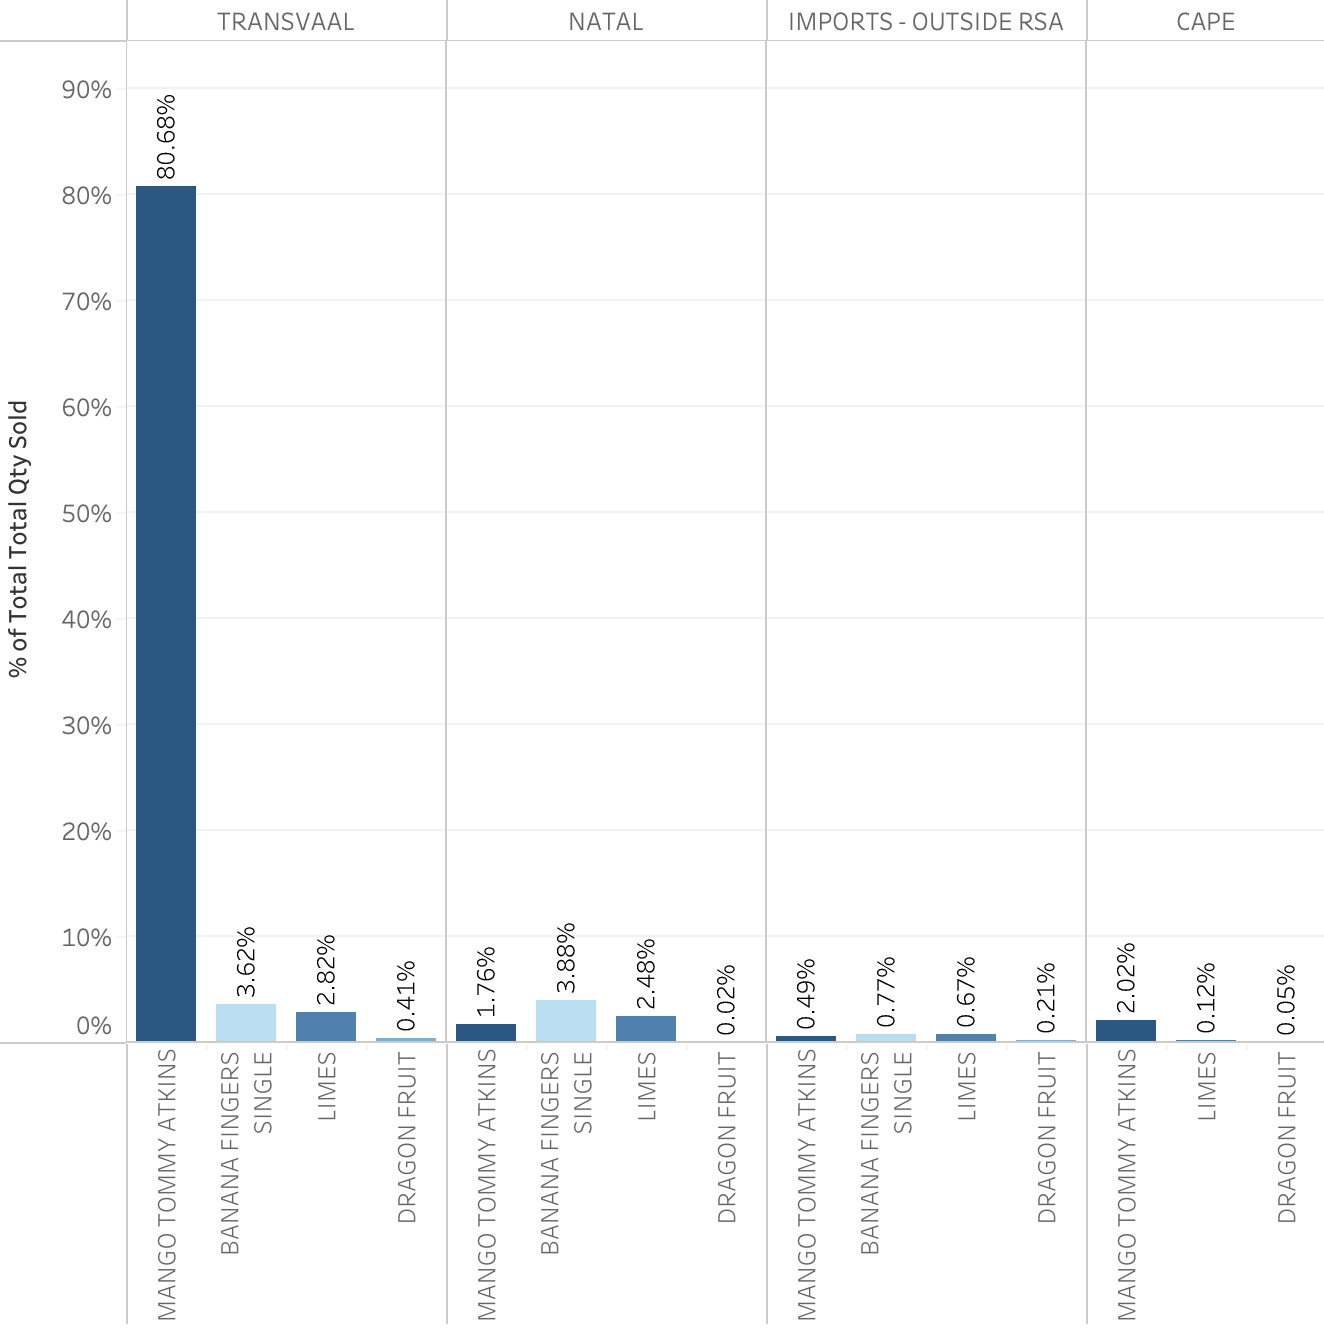 TRANSVAAL
NATAL
IMPORTS - OUTSIDE RSA
CAPE
% of Total Total Qty Sold
90%
80%
70%
60%
50%
40%
30%
20%
10%
0%
80.68%
3.62%
2.82%
0.41%
1.76%
3.88%
2.48%
0.02%
0.49%
0.77%
0.67%
0.21%
2.02%
0.12%
0.05%
MANGO TOMMY ATKINS
BANANA FINGERS
SINGLE
LIMES
DRAGON FRUIT
MANGO TOMMY ATKINS
BANANA FINGERS
SINGLE
LIMES
DRAGON FRUIT
MANGO TOMMY ATKINS
BANANA FINGERS
SINGLE
LIMES
DRAGON FRUIT
MANGO TOMMY ATKINS
LIMES
DRAGON FRUIT